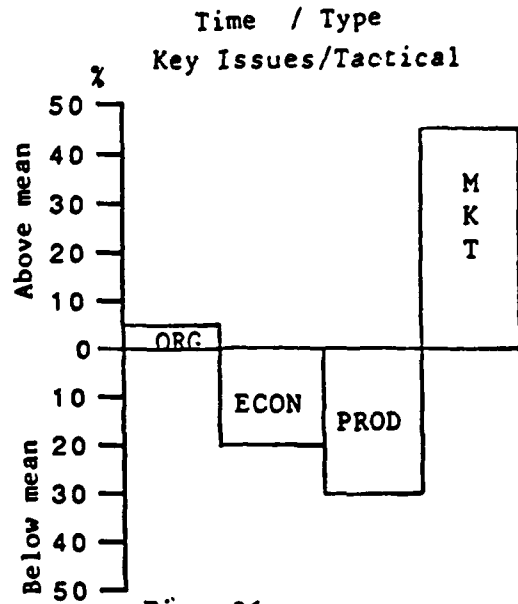 Time / Type
Key Issues/Tactical
%
50
40
30
20
10
0
10
20
30
40
50
Above mean
Below mean
ORG
ECON
PROD
M
K
T